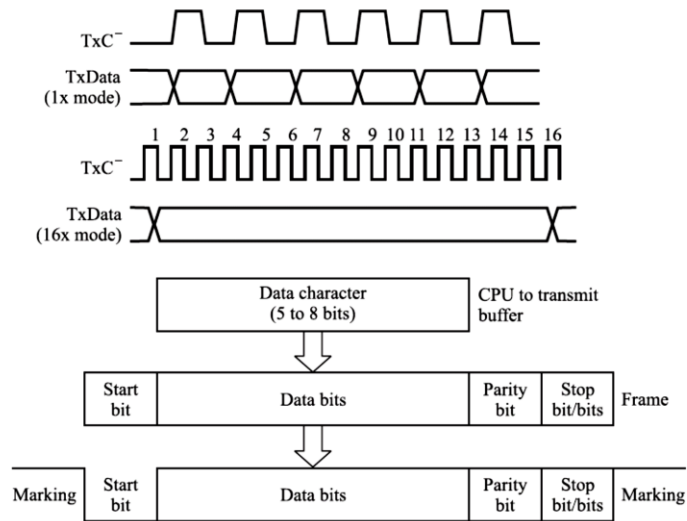 TxC⁻
TxData
(1x mode)
1 2 3 4 5 6 7 8 9 10 11 12 13 14 15 16
TxC⁻
TxData
(16x mode)
Data character
(5 to 8 bits)
CPU to transmit
buffer
Start
bit
Data bits
Parity
bit
Stop
bit/bits
Frame
Marking
Start
bit
Data bits
Parity
bit
Stop
bit/bits
Marking